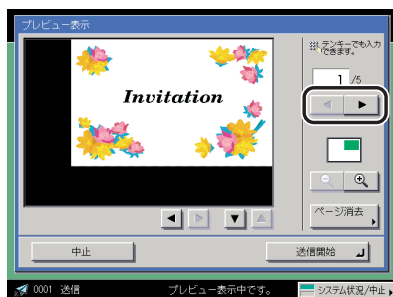 プレビュー表示
テンキーでも入力
できます。
1 /5
Invitation
ページ消去
中止
送信開始
0001 送信
プレビュー表示中です。
システム状況/中止